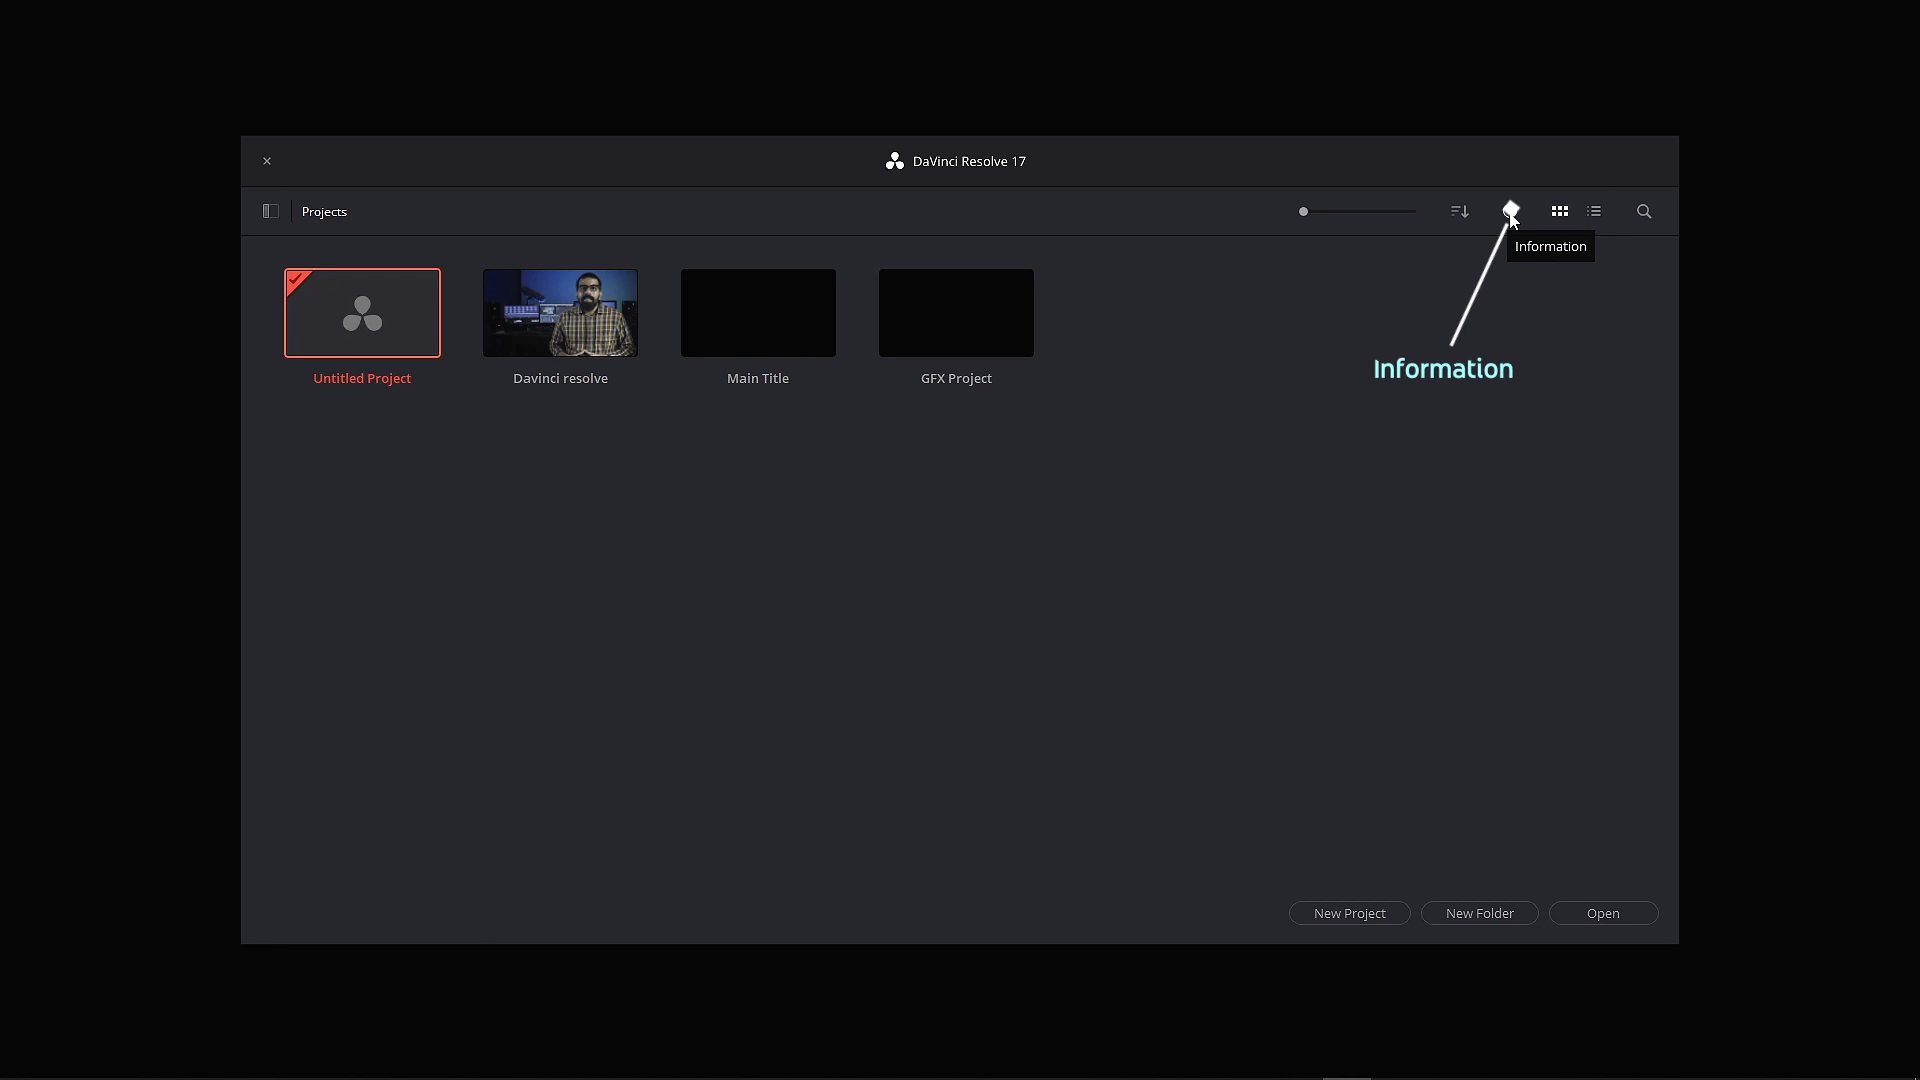 DaVinci Resolve 17
Projects
Information
Information
Untitled Project
Davinci resolve
Main Title
GFX Project
New Project
New Folder
Open